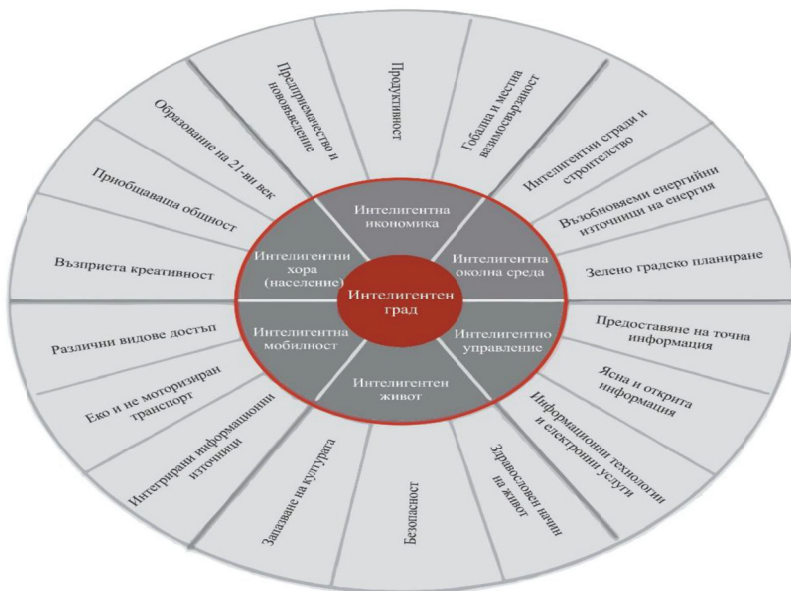 Интелигентен
град
Интелигентна
икономика
Интелигентна
околна среда
Интелигентно
управление
Интелигентен
живот
Интелигентна
мобилност
Интелигентни
хора
(население)
Предприемачество и
нововъведение
Продуктивност
Гобална и местна
вазимосвързаност
Интелигентни сгради и
строителство
Възобновяеми енергийни
източници на енергия
Зелено градско планиране
Предоставяне на точна
информация
Ясна и открита
информация
Информационни технологии
и електронни услуги
Здравословен начин
на живот
Безопасност
Запазване на културата
Интегрирани информационни
източници
Еко и не моторизиран
транспорт
Различни видове достъп
Възприета креативност
Приобщаваща общност
Образование на 21-ви век